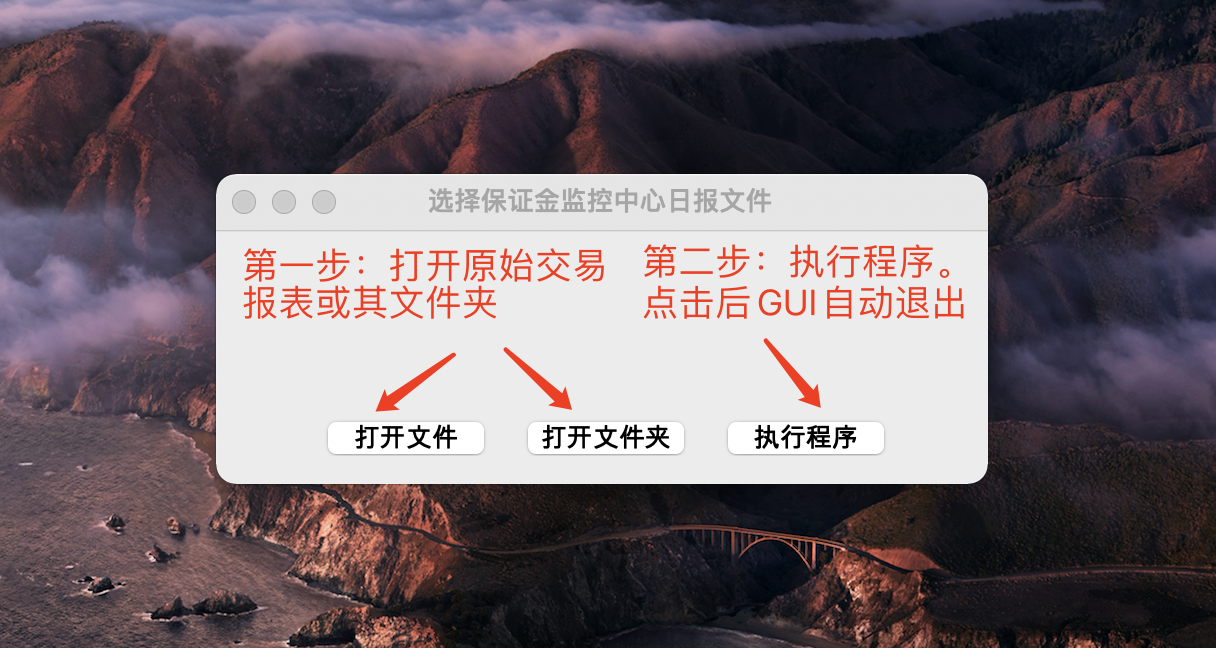 选择保证金监控中心日报文件
第一步：打开原始交易
报表或其文件夹
第二步：执行程序。
点击后 GUI 自动退出
打开文件
打开文件夹
执行程序